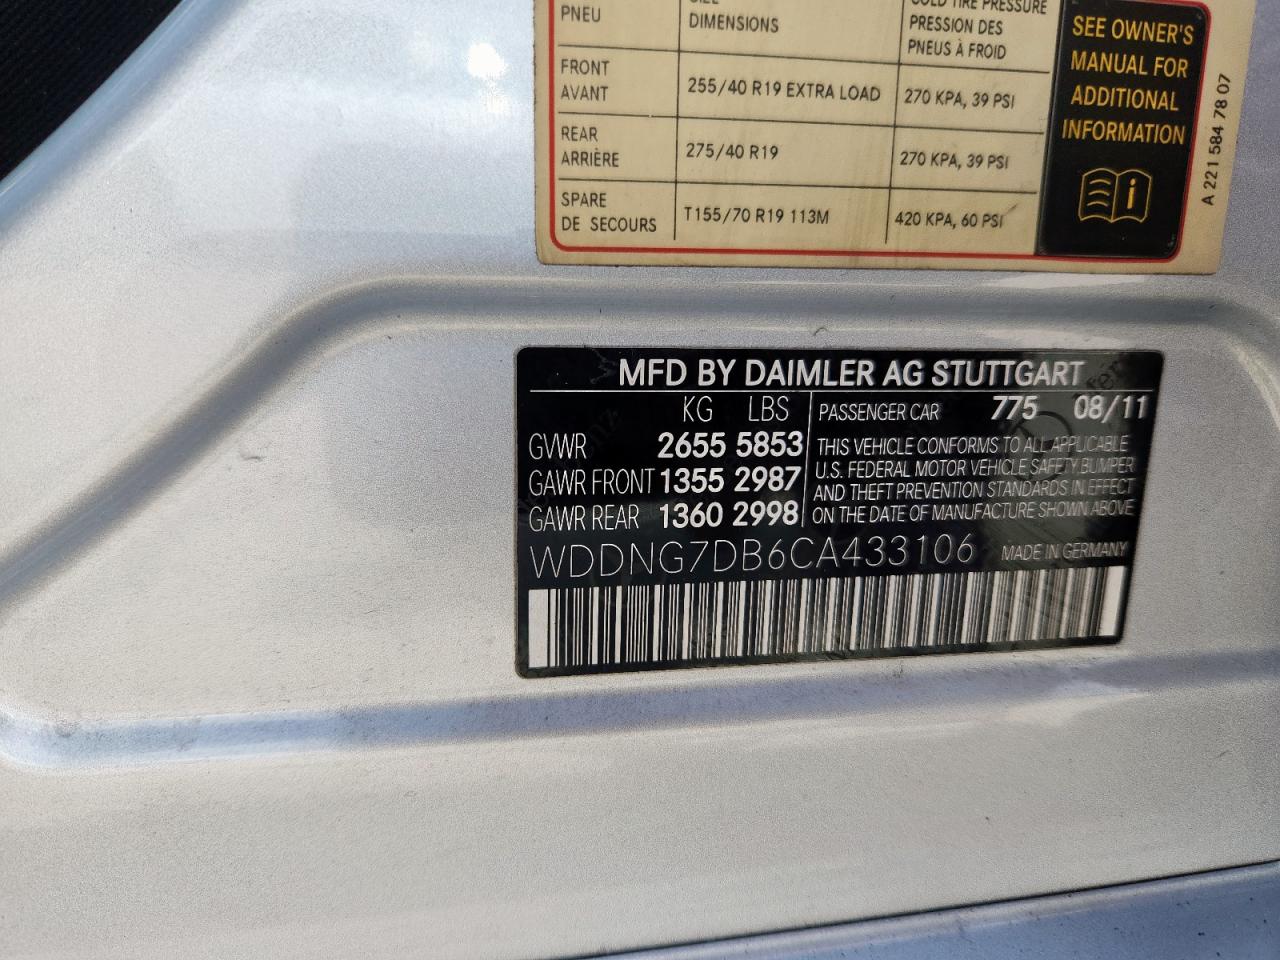 PNEU
DIMENSIONS
COLD TIRE PRESSURE
PRESSION DES
PNEUS À FROID
FRONT
AVANT
255/40 R19 EXTRA LOAD
270 KPA, 39 PSI
REAR
ARRIÈRE
275/40 R19
270 KPA, 39 PSI
SPARE
DE SECOURS
T155/70 R19 113M
420 KPA, 60 PSI
SEE OWNER'S
MANUAL FOR
ADDITIONAL
INFORMATION
A 221 584 78 07
MFD BY DAIMLER AG STUTTGART
KG LBS
GVWR 2655 5853
GAWR FRONT 1355 2987
GAWR REAR 1360 2998
PASSENGER CAR 775 08/11
THIS VEHICLE CONFORMS TO ALL APPLICABLE
U.S. FEDERAL MOTOR VEHICLE SAFETY BUMPER
AND THEFT PREVENTION STANDARDS IN EFFECT
ON THE DATE OF MANUFACTURE SHOWN ABOVE
WDDNG7DB6CA433106 MADE IN GERMANY